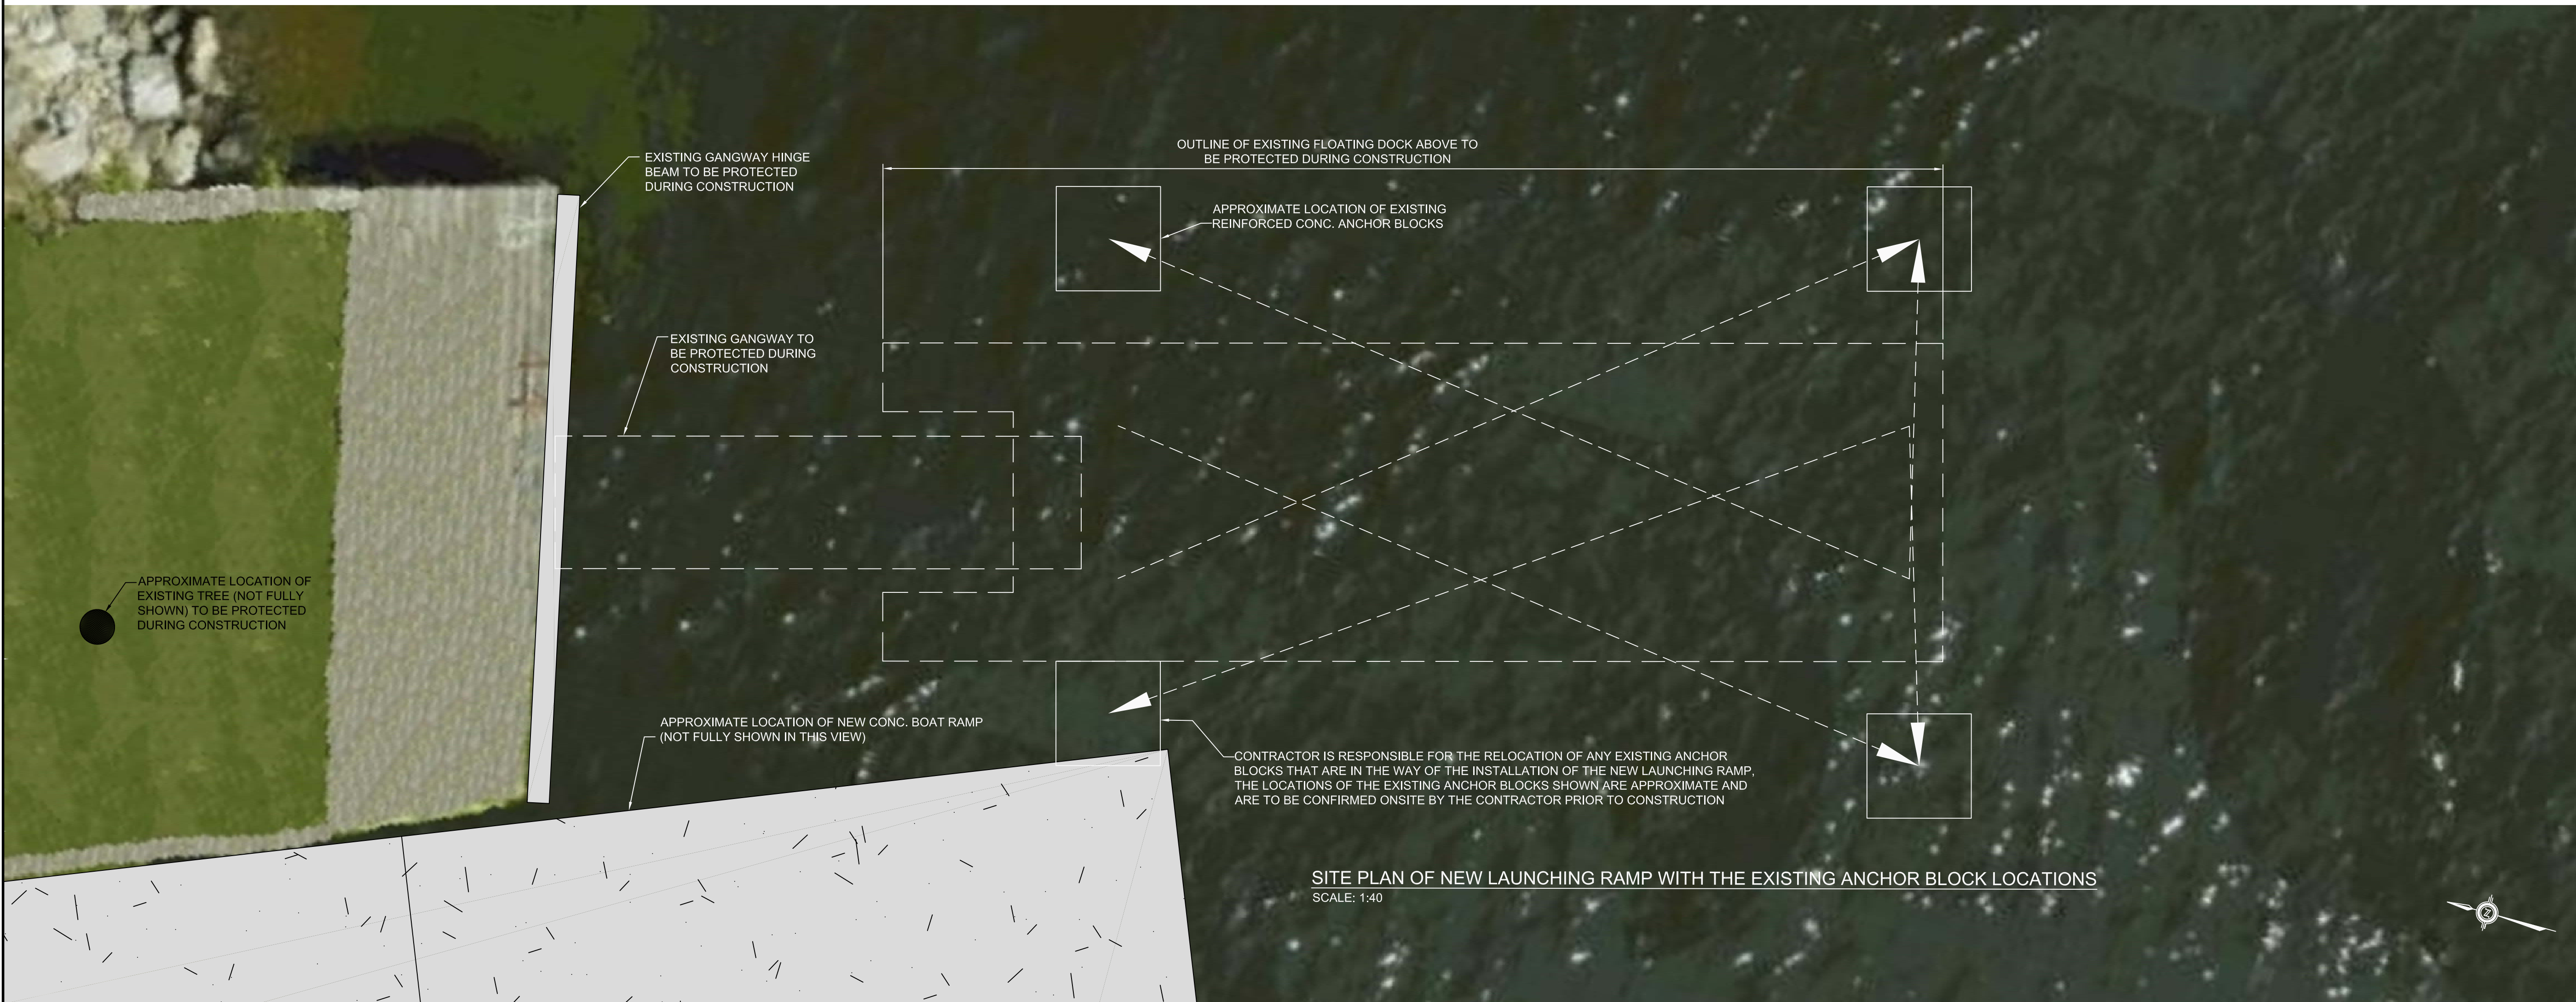 OUTLINE OF EXISTING FLOATING DOCK ABOVE TO
BE PROTECTED DURING CONSTRUCTION
EXISTING GANGWAY HINGE
BEAM TO BE PROTECTED
DURING CONSTRUCTION
APPROXIMATE LOCATION OF EXISTING
REINFORCED CONC. ANCHOR BLOCKS
EXISTING GANGWAY TO
BE PROTECTED DURING
CONSTRUCTION
APPROXIMATE LOCATION OF
EXISTING TREE (NOT FULLY
SHOWN) TO BE PROTECTED
DURING CONSTRUCTION
APPROXIMATE LOCATION OF NEW CONC. BOAT RAMP
(NOT FULLY SHOWN IN THIS VIEW)
CONTRACTOR IS RESPONSIBLE FOR THE RELOCATION OF ANY EXISTING ANCHOR
BLOCKS THAT ARE IN THE WAY OF THE INSTALLATION OF THE NEW LAUNCHING RAMP,
THE LOCATIONS OF THE EXISTING ANCHOR BLOCKS SHOWN ARE APPROXIMATE AND
ARE TO BE CONFIRMED ONSITE BY THE CONTRACTOR PRIOR TO CONSTRUCTION
SITE PLAN OF NEW LAUNCHING RAMP WITH THE EXISTING ANCHOR BLOCK LOCATIONS
SCALE: 1:40
Z